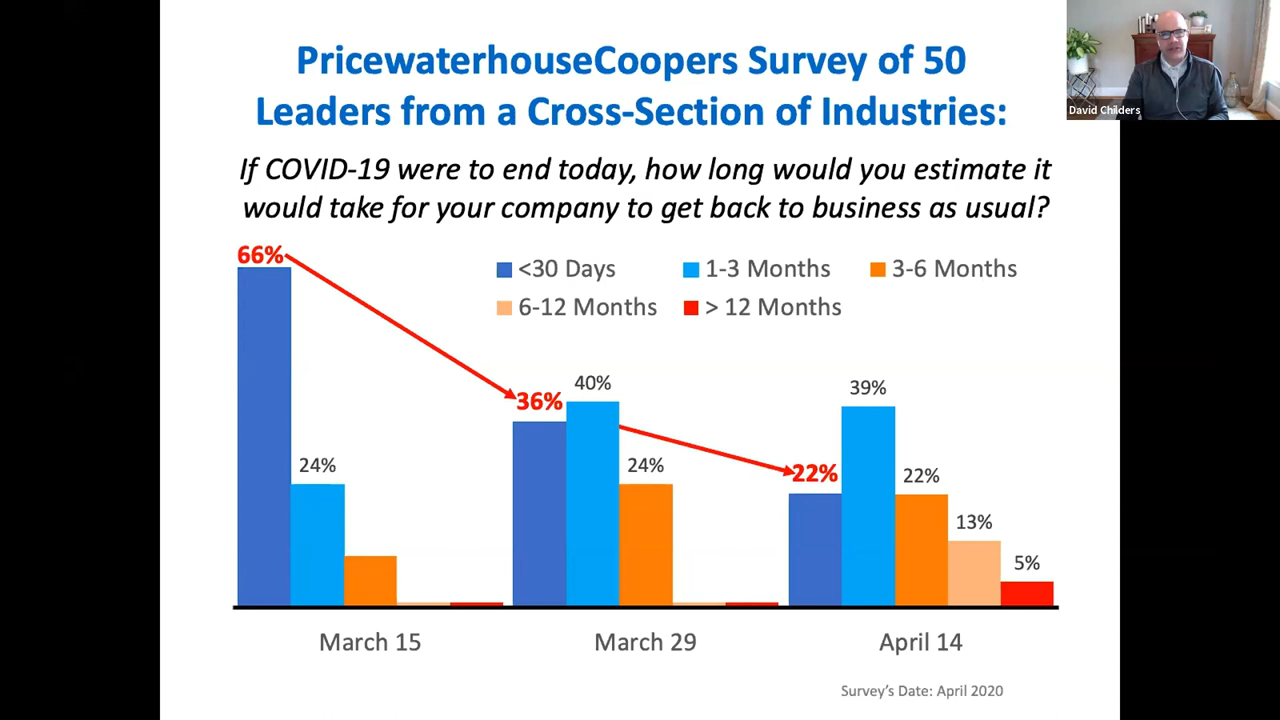 PricewaterhouseCoopers Survey of 50
Leaders from a Cross-Section of Industries:
David Childers
If COVID-19 were to end today, how long would you estimate it
would take for your company to get back to business as usual?
<30 Days
1-3 Months
3-6 Months
6-12 Months
> 12 Months
66%
24%
36%
40%
24%
22%
39%
22%
13%
5%
March 15
March 29
April 14
Survey's Date: April 2020